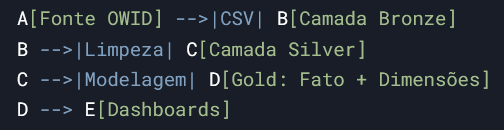 A[Fonte OWID] -->|CSV| B[Camada Bronze]
B -->|Limpeza| C[Camada Silver]
C -->|Modelagem| D[Gold: Fato + Dimensões]
D --> E[Dashboards]